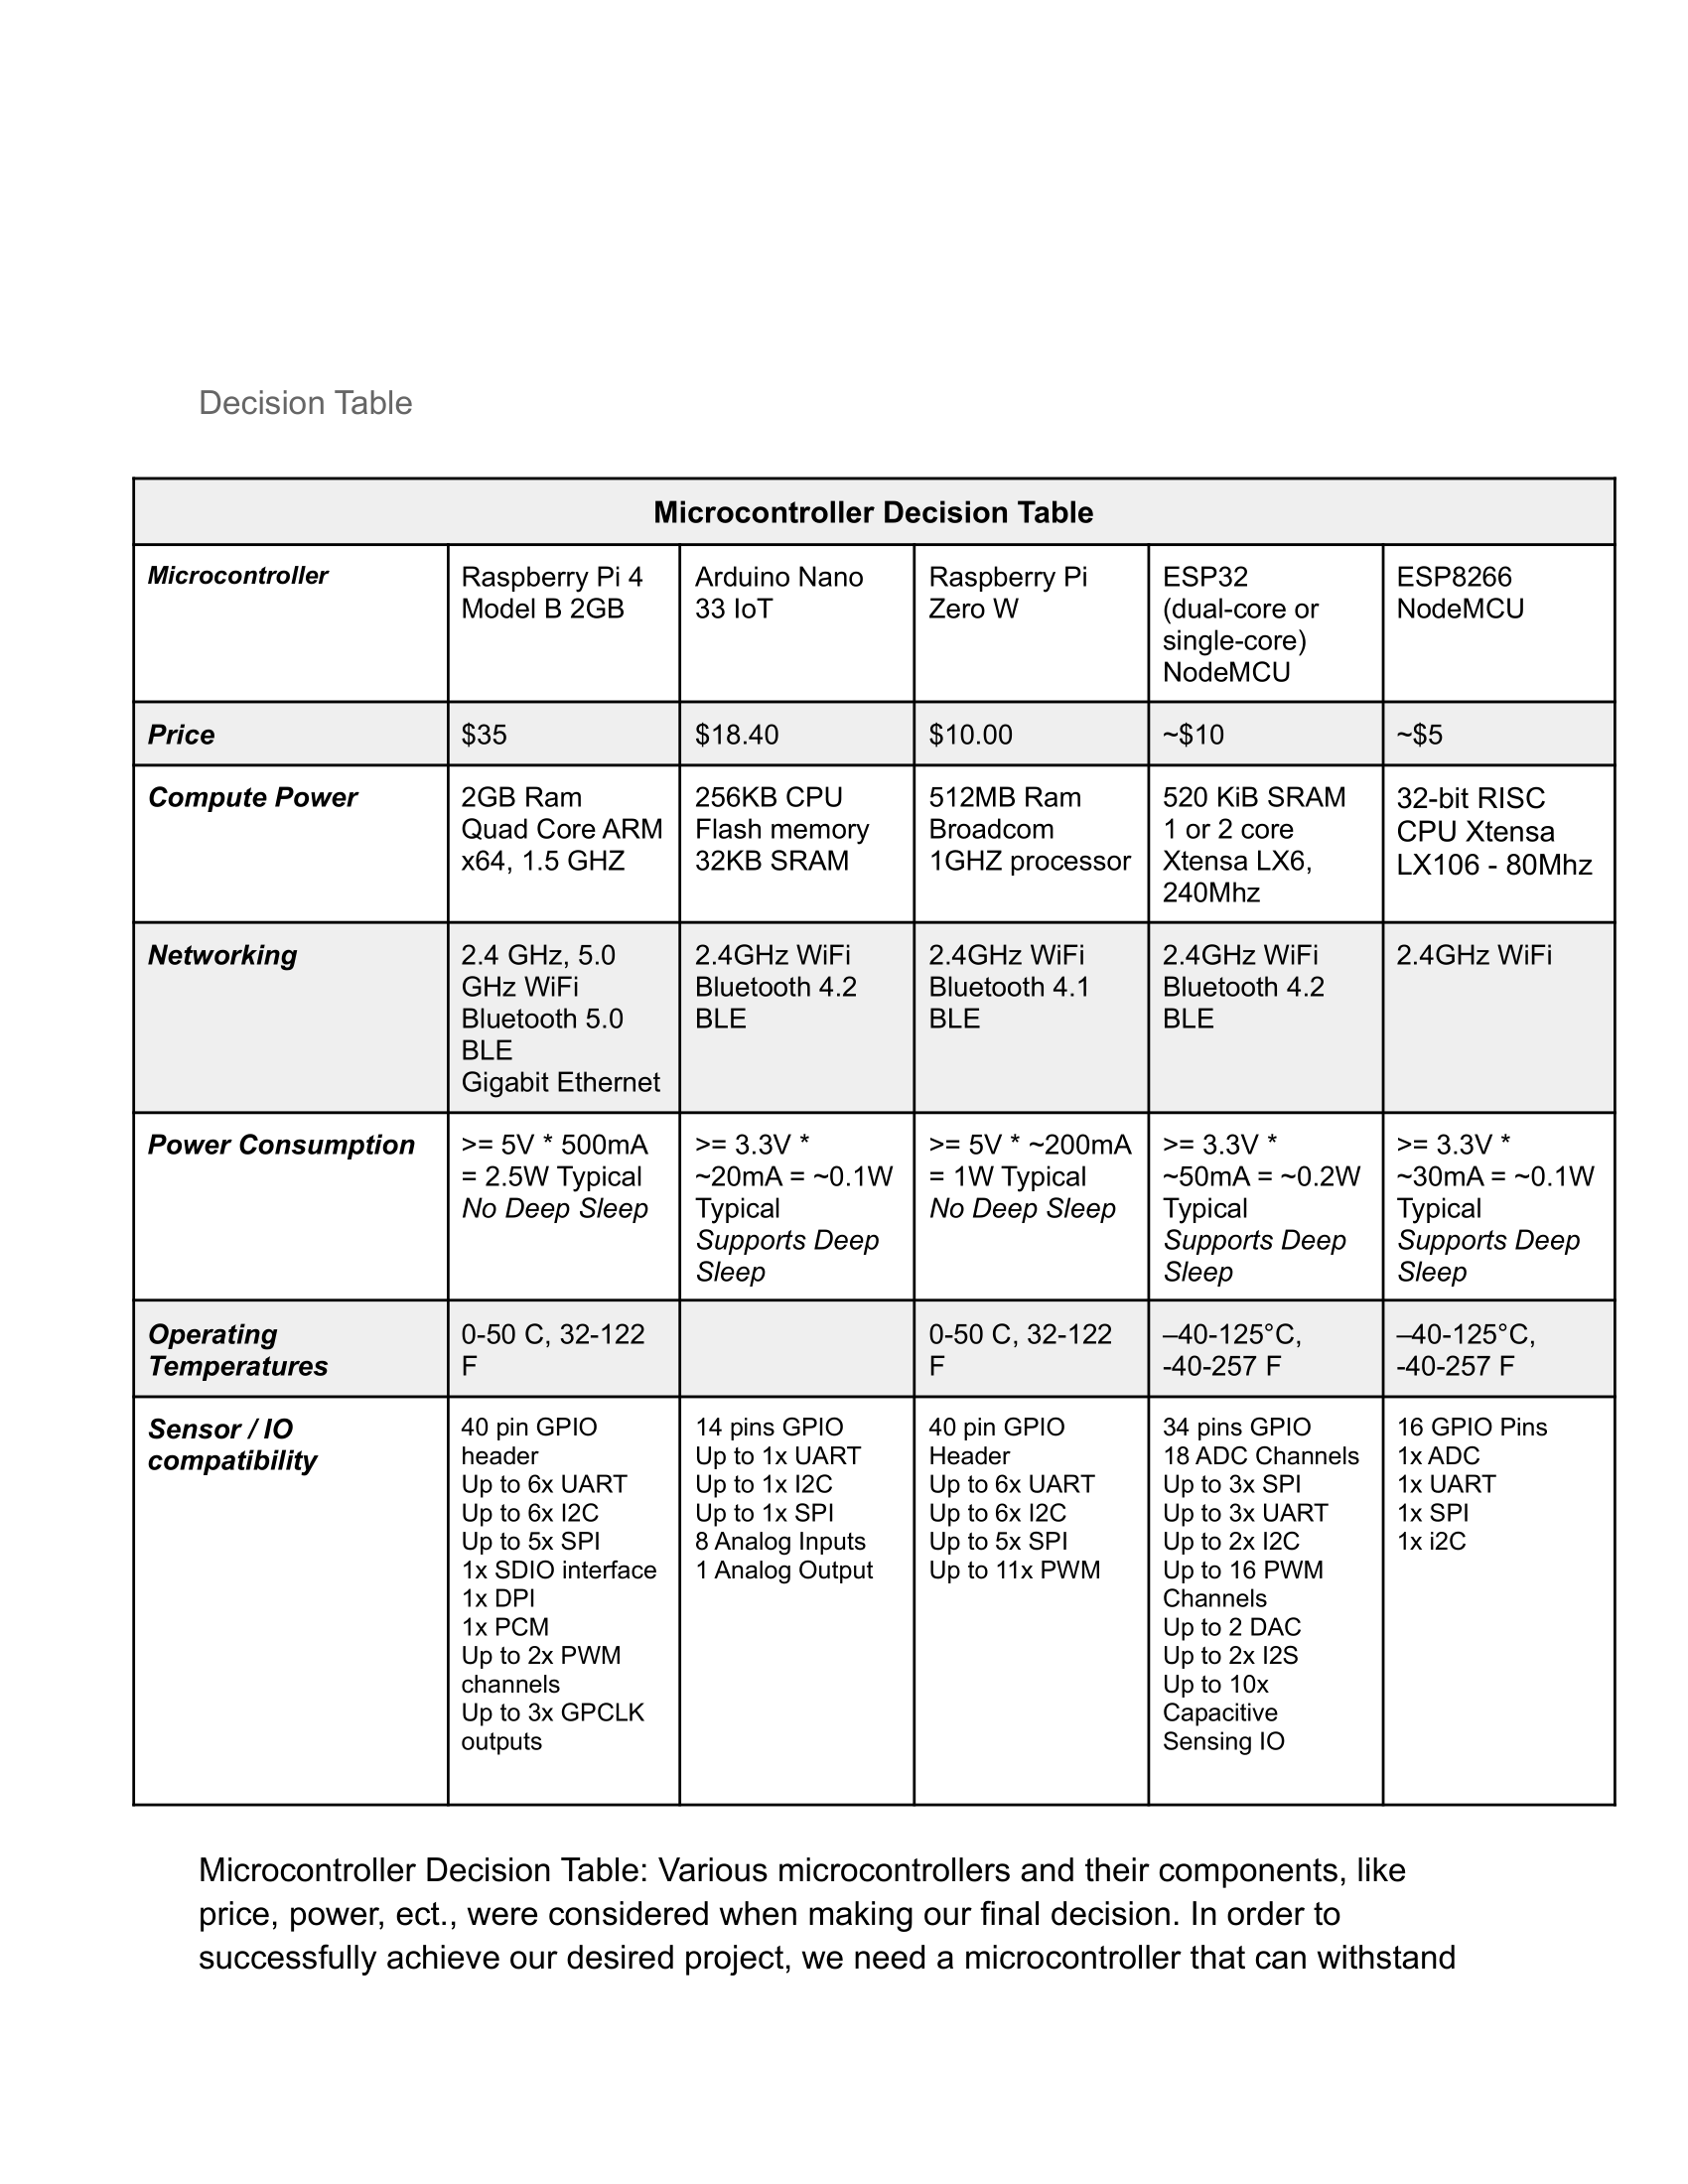 Decision Table
Microcontroller Decision Table
Microcontroller
Raspberry Pi 4
Model B 2GB
Arduino Nano
33 IoT
Raspberry Pi
Zero W
ESP32
(dual-core or
single-core)
NodeMCU
ESP8266
NodeMCU
Price
$35
$18.40
$10.00
~$10
~$5
Compute Power
2GB Ram
Quad Core ARM
x64, 1.5 GHZ
256KB CPU
Flash memory
32KB SRAM
512MB Ram
Broadcom
1GHZ processor
520 KiB SRAM
1 or 2 core
Xtensa LX6,
240Mhz
32-bit RISC
CPU Xtensa
LX106 - 80Mhz
Networking
2.4 GHz, 5.0
GHz WiFi
Bluetooth 5.0
BLE
Gigabit Ethernet
2.4GHz WiFi
Bluetooth 4.2
BLE
2.4GHz WiFi
Bluetooth 4.1
BLE
2.4GHz WiFi
Bluetooth 4.2
BLE
2.4GHz WiFi
Power Consumption
>= 5V * 500mA
= 2.5W Typical
No Deep Sleep
>= 3.3V *
~20mA = ~0.1W
Typical
Supports Deep
Sleep
>= 5V * ~200mA
= 1W Typical
No Deep Sleep
>= 3.3V *
~50mA = ~0.2W
Typical
Supports Deep
Sleep
>= 3.3V *
~30mA = ~0.1W
Typical
Supports Deep
Sleep
Operating
Temperatures
0-50 C, 32-122
F
0-50 C, 32-122
F
–40-125°C,
-40-257 F
–40-125°C,
-40-257 F
Sensor / IO
compatibility
40 pin GPIO
header
Up to 6x UART
Up to 6x I2C
Up to 5x SPI
1x SDIO interface
1x DPI
1x PCM
Up to 2x PWM
channels
Up to 3x GPCLK
outputs
14 pins GPIO
Up to 1x UART
Up to 1x I2C
Up to 1x SPI
8 Analog Inputs
1 Analog Output
40 pin GPIO
Header
Up to 6x UART
Up to 6x I2C
Up to 5x SPI
Up to 11x PWM
34 pins GPIO
18 ADC Channels
Up to 3x SPI
Up to 3x UART
Up to 2x I2C
Up to 16 PWM
Channels
Up to 2 DAC
Up to 2x I2S
Up to 10x
Capacitive
Sensing IO
16 GPIO Pins
1x ADC
1x UART
1x SPI
1x i2C
Microcontroller Decision Table: Various microcontrollers and their components, like
price, power, ect., were considered when making our final decision. In order to
successfully achieve our desired project, we need a microcontroller that can withstand